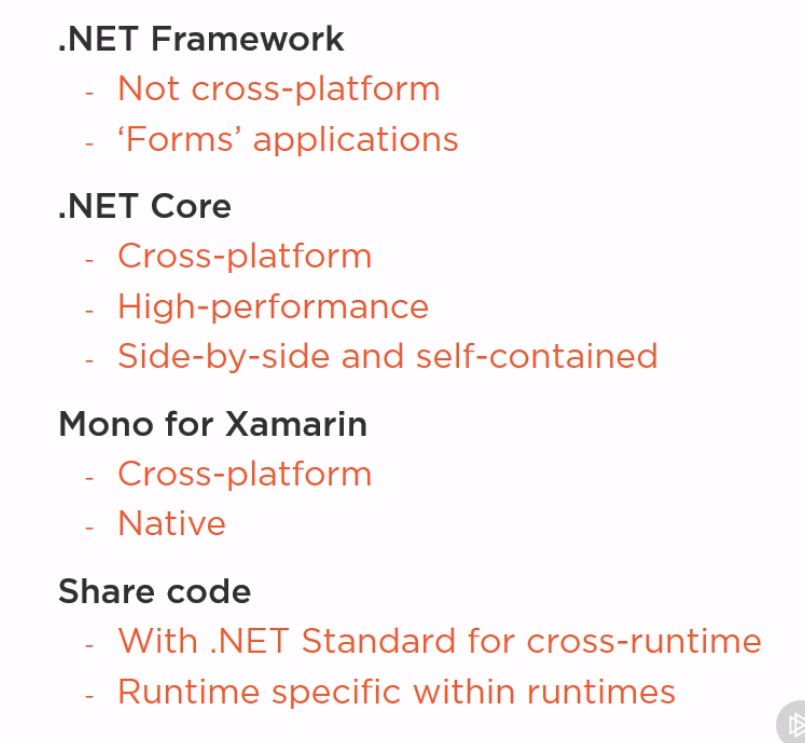 .NET Framework
- Not cross-platform
- ‘Forms’ applications
.NET Core
- Cross-platform
- High-performance
- Side-by-side and self-contained
Mono for Xamarin
- Cross-platform
- Native
Share code
- With .NET Standard for cross-runtime
- Runtime specific within runtimes